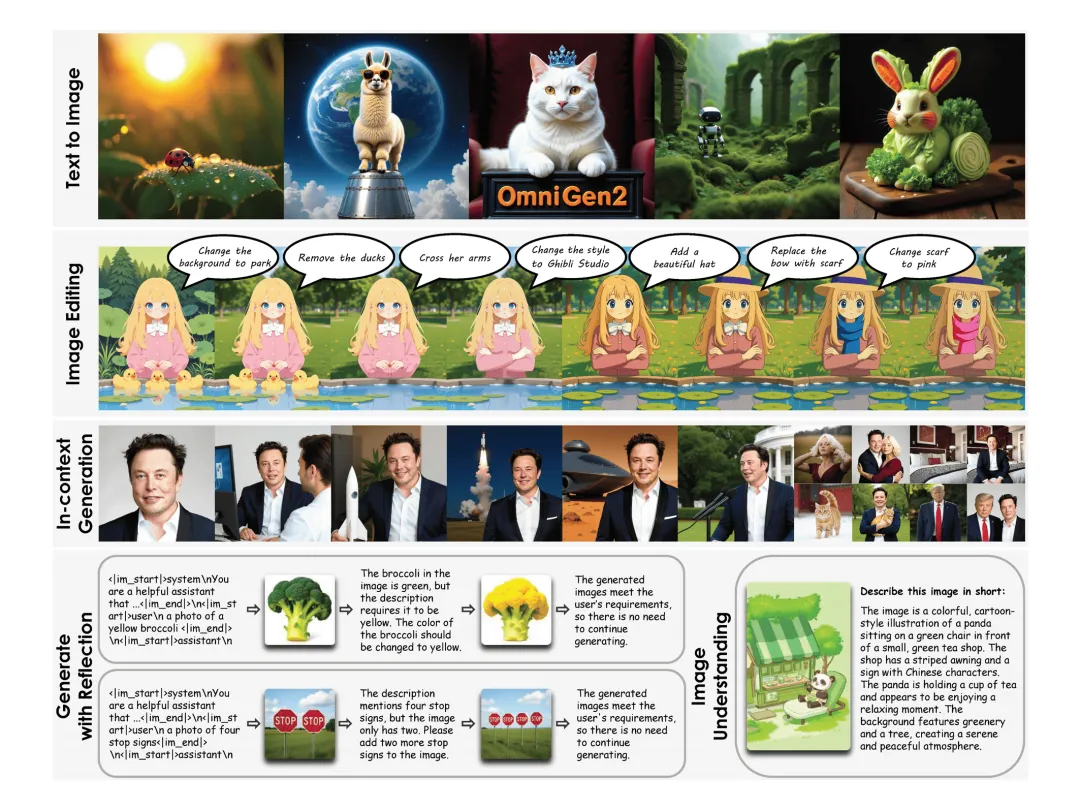 Text to Image
OmniGen2
Image Editing
Change the
background to park
Remove the ducks
Cross her arms
Change the style
to Ghibli Studio
Add a
beautiful hat
Replace the
bow with scarf
Change scarf
to pink
In-context
Generation
Generate
with Reflection
<|im_start|>system\nYou
are a helpful assistant
that ...<|im_end|>\n<|im_st
art|>user\n a photo of a
yellow broccoli <|im_end|>
\n<|im_start|>assistant\n
The broccoli in the
image is green, but
the description
requires it to be
yellow. The color of
the broccoli should
be changed to yellow.
The generated
images meet the
user's requirements,
so there is no need
to continue
generating.
<|im_start|>system\nYou
are a helpful assistant
that ...<|im_end|>\n<|im_st
art|>user\n a photo of four
stop signs<|im_end|>
\n<|im_start|>assistant\n
STOP
STOP
The description
mentions four stop
signs, but the image
only has two. Please
add two more stop
signs to the image.
STOP
STOP
STOP
STOP
The generated
images meet the
user's requirements,
so there is no need
to continue
generating.
Image
Understanding
Describe this image in short:
The image is a colorful, cartoon-
style illustration of a panda
sitting on a green chair in front
of a small, green tea shop. The
shop has a striped awning and a
sign with Chinese characters.
The panda is holding a cup of tea
and appears to be enjoying a
relaxing moment. The
background features greenery
and a tree, creating a serene
and peaceful atmosphere.